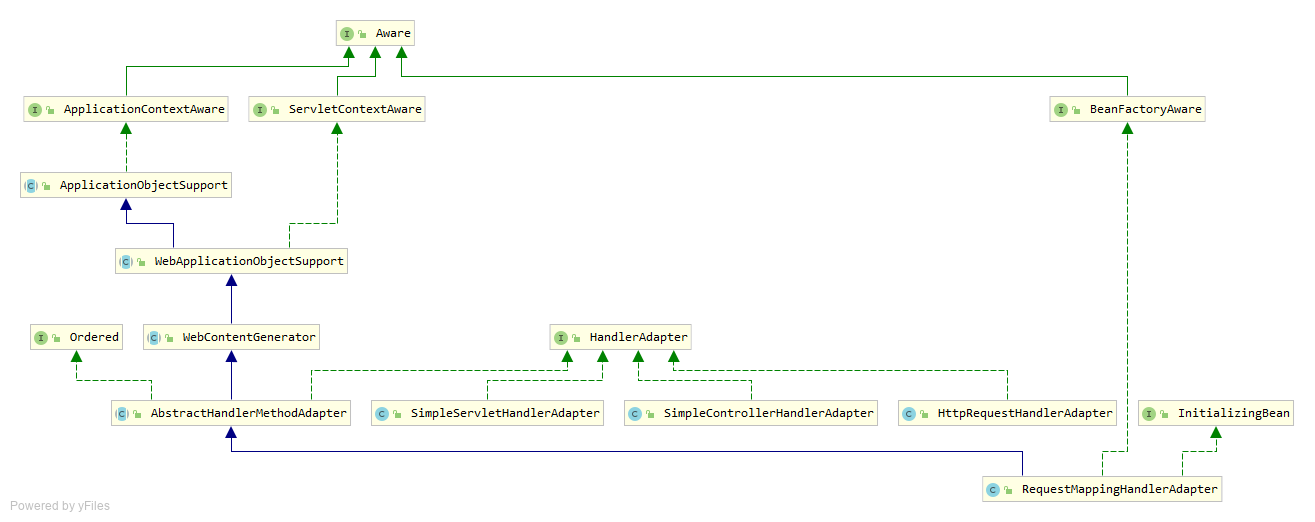 Aware
ApplicationContextAware
ServletContextAware
BeanFactoryAware
ApplicationObjectSupport
WebApplicationObjectSupport
Ordered
WebContentGenerator
HandlerAdapter
AbstractHandlerMethodAdapter
SimpleServletHandlerAdapter
SimpleControllerHandlerAdapter
HttpRequestHandlerAdapter
InitializingBean
RequestMappingHandlerAdapter
Powered by yFiles